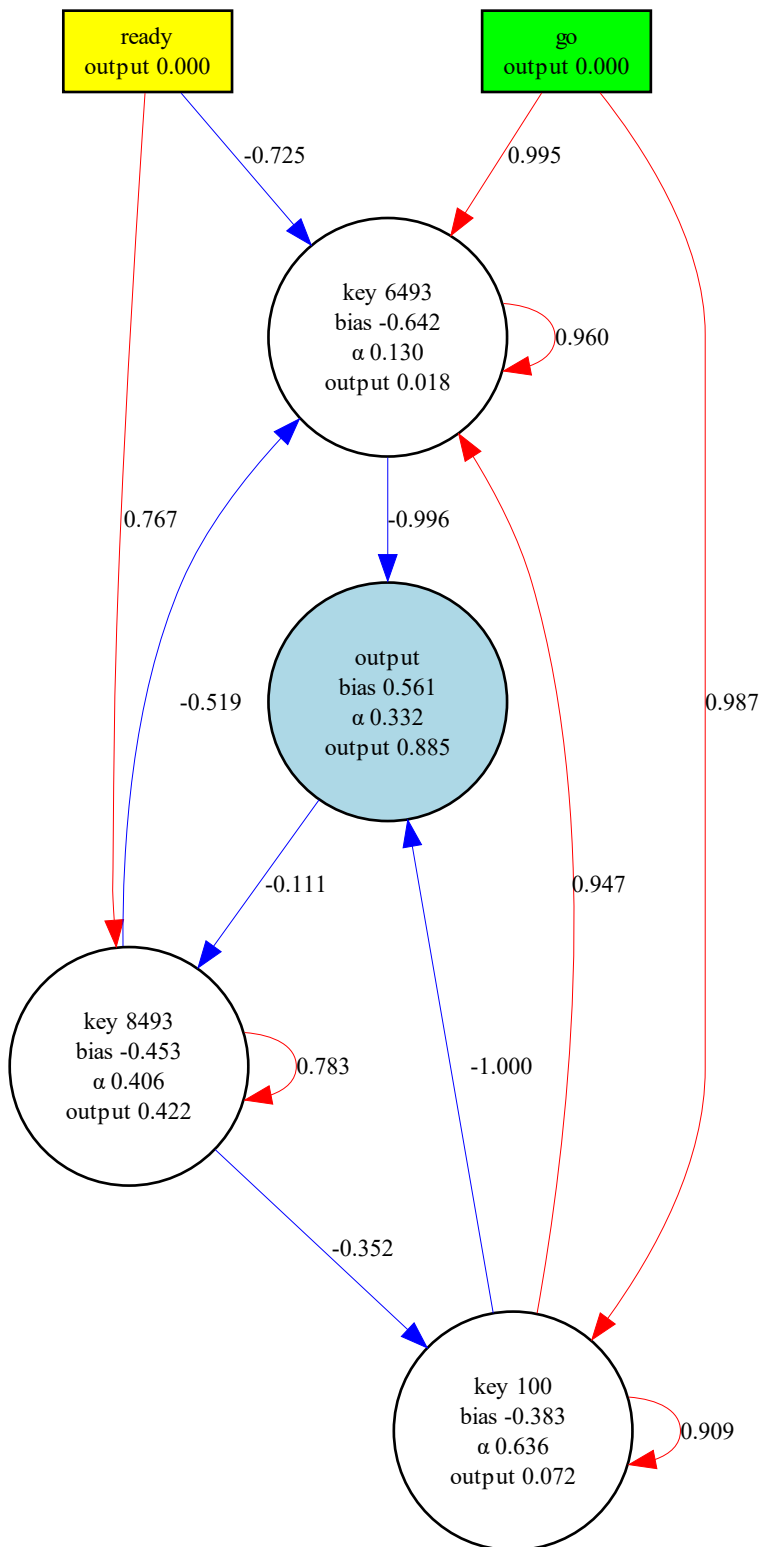 ready
output 0.000
go
output 0.000
-0.725
0.995
key 6493
bias -0.642
α 0.130
output 0.018
0.960
0.767
-0.996
-0.519
output
bias 0.561
α 0.332
output 0.885
0.987
-0.111
0.947
key 8493
bias -0.453
α 0.406
output 0.422
0.783
-1.000
-0.352
key 100
bias -0.383
α 0.636
output 0.072
0.909